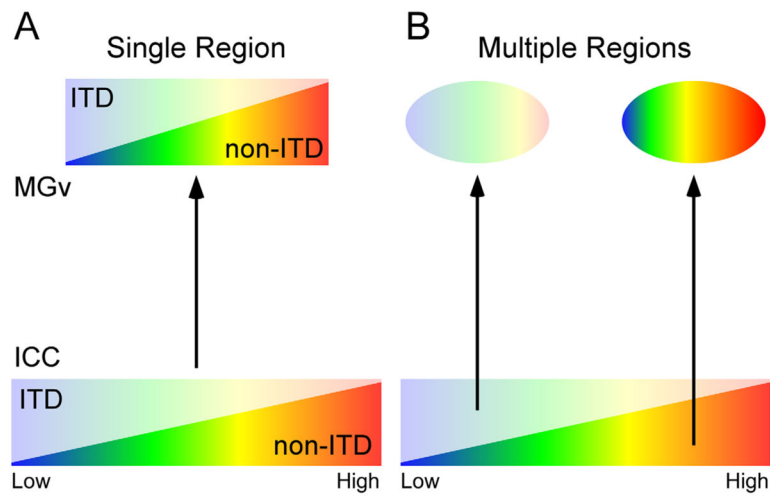 A
Single Region
ITD
non-ITD
MGv
ICC
ITD
non-ITD
Low High
B
Multiple Regions
Low High